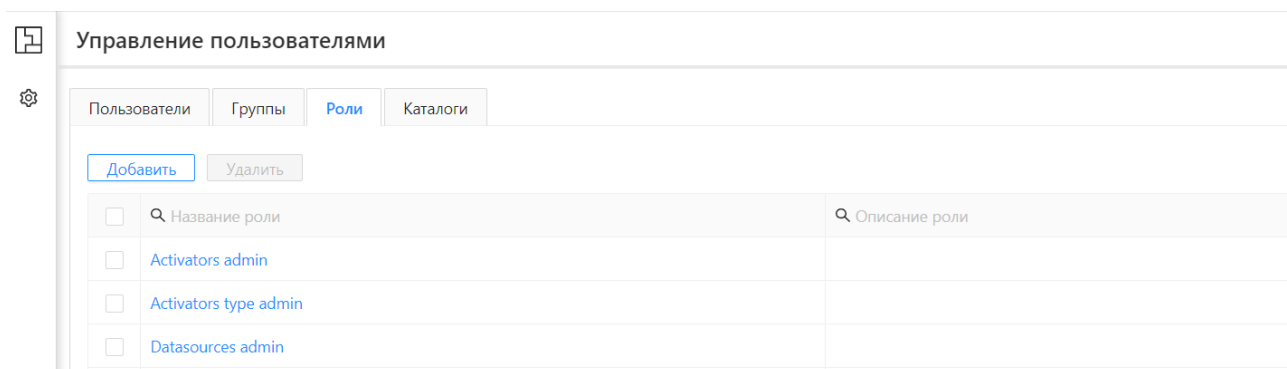 Управление пользователями
Пользователи Группы Роли Каталоги
Добавить Удалить
Название роли Описание роли
Activators admin
Activators type admin
Datasources admin